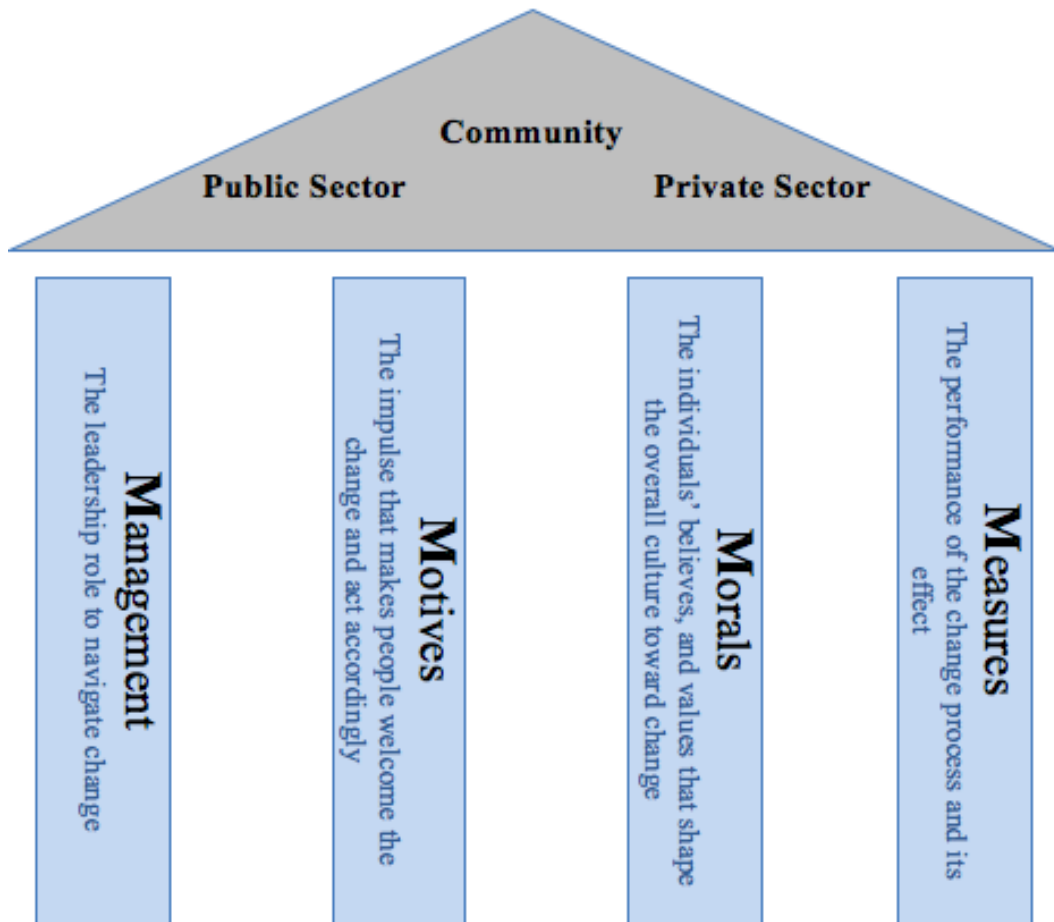 Community
Public Sector Private Sector
Management
The leadership role to navigate change
Motives
The impulse that makes people welcome the
change and act accordingly
Morals
The individuals' believes, and values that shape
the overall culture toward change
Measures
The performance of the change process and its
effect